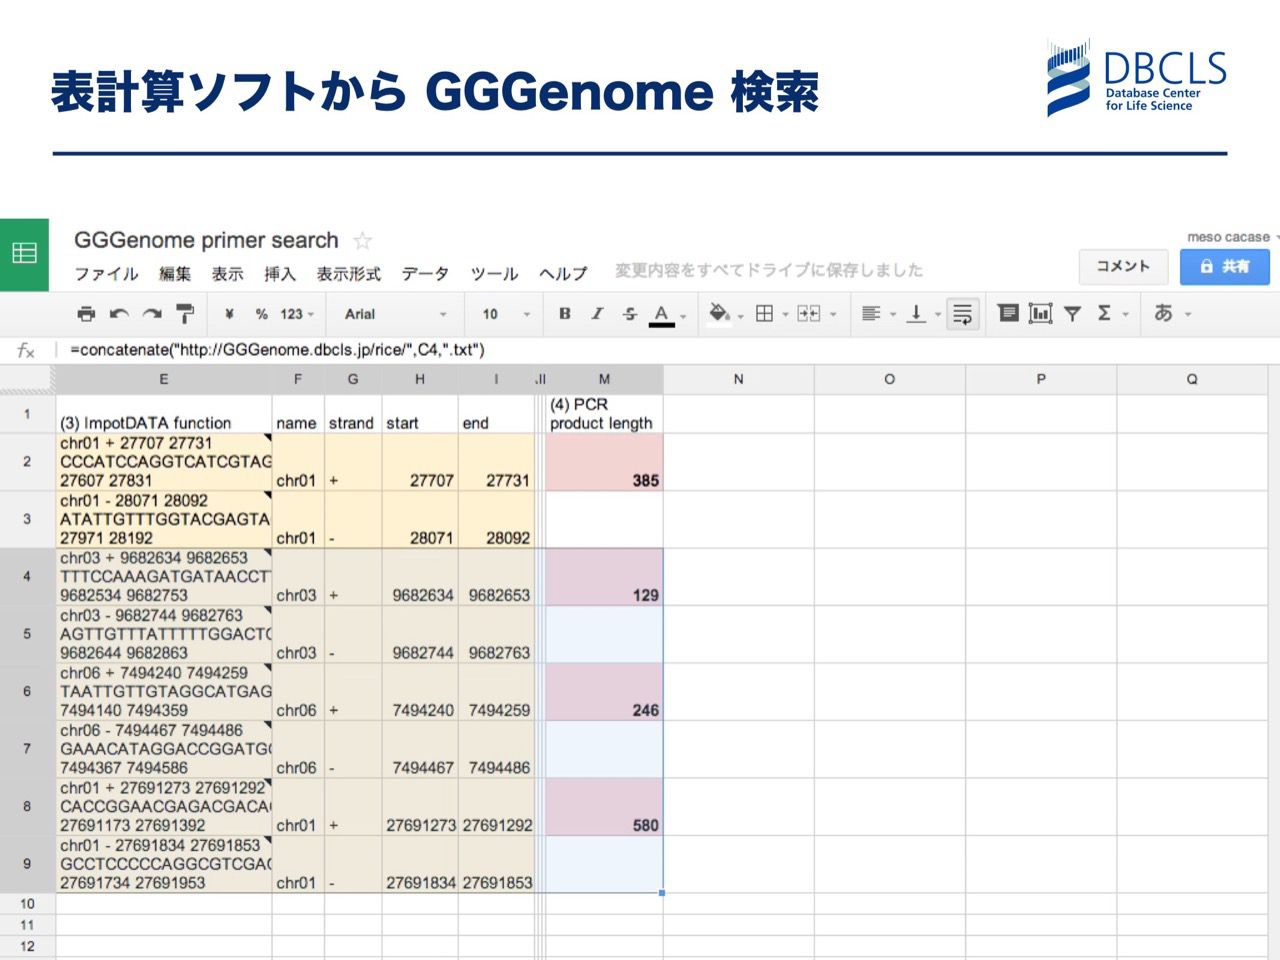 表計算ソフトから GGGenome 検索
DBCLS
Database Center
for Life Science
GGGenome primer search
meso cacase
ファイル 編集 表示 挿入 表示形式 データ ツール ヘルプ 変更内容をすべてドライブに保存しました
コメント 共有
¥ % 123 Arial 10 B I S A Σ あ
fx =concatenate("http://GGGenome.dbcls.jp/rice/",C4,".txt")
E F G H I M N O P Q
(4) PCR
1 (3) ImpotDATA function name strand start end product length
chr01 + 27707 27731
2 CCCATCCAGGTCATCGTAG
27607 27831 chr01 + 27707 27731 385
chr01 - 28071 28092
3 ATATTGTTTGGTACGAGTA
27971 28192 chr01 - 28071 28092
chr03 + 9682634 9682653
4 TTTCCAAAGATGATAACCT
9682534 9682753 chr03 + 9682634 9682653 129
chr03 - 9682744 9682763
5 AGTTGTTTATTTTTGGACTC
9682644 9682863 chr03 - 9682744 9682763
chr06 + 7494240 7494259
6 TAATTGTTGTAGGCATGAG
7494140 7494359 chr06 + 7494240 7494259 246
chr06 - 7494467 7494486
7 GAAACATAGGACCGGATG
7494367 7494586 chr06 - 7494467 7494486
chr01 + 27691273 27691292
8 CACCGGAACGAGACGACA
27691173 27691392 chr01 + 27691273 27691292 580
chr01 - 27691834 27691853
9 GCCTCCCCCAGGCGTCGA
27691734 27691953 chr01 - 27691834 27691853
10
11
12